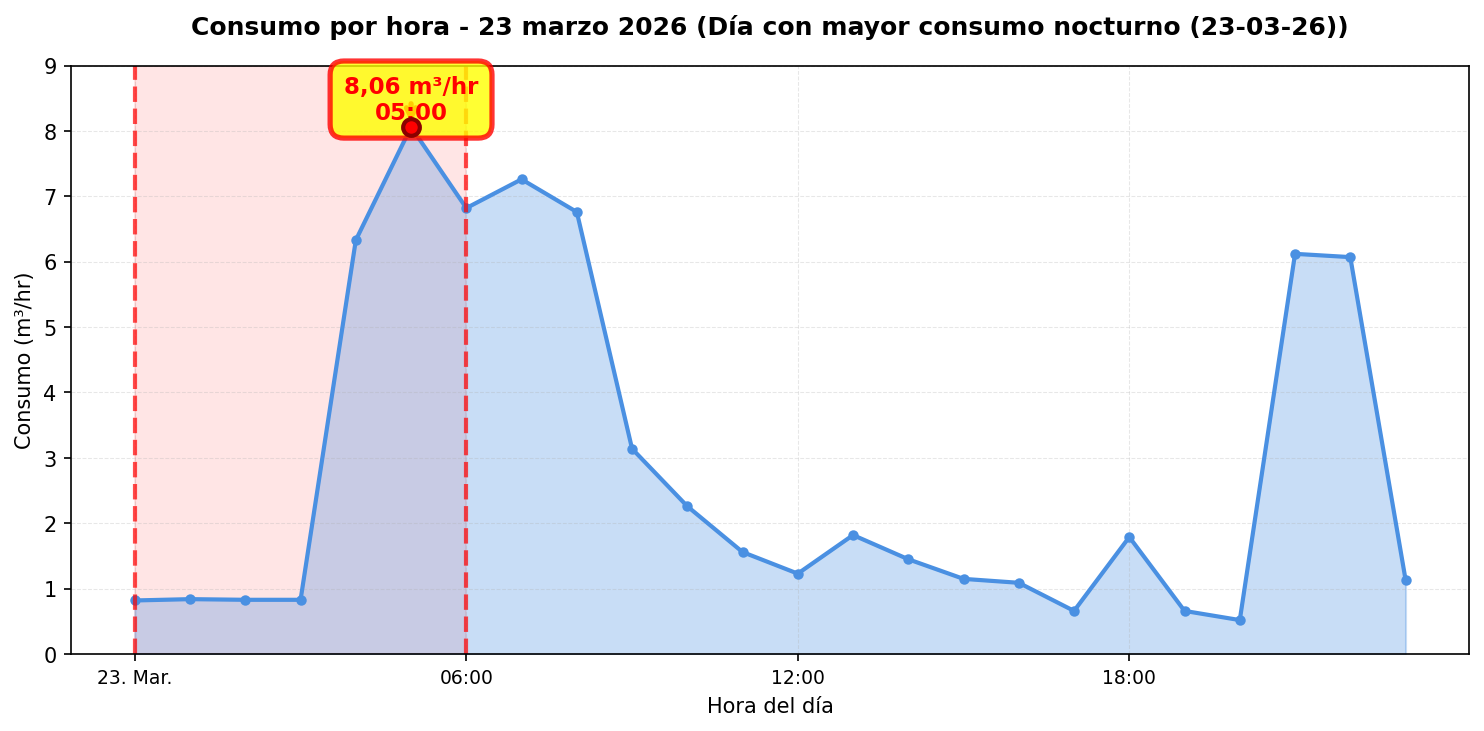 Consumo por hora - 23 marzo 2026 (Día con mayor consumo nocturno (23-03-26))
8,06 m³/hr
05:00
Consumo (m³/hr)
9
8
7
6
5
4
3
2
1
0
23. Mar.
06:00
12:00
18:00
Hora del día